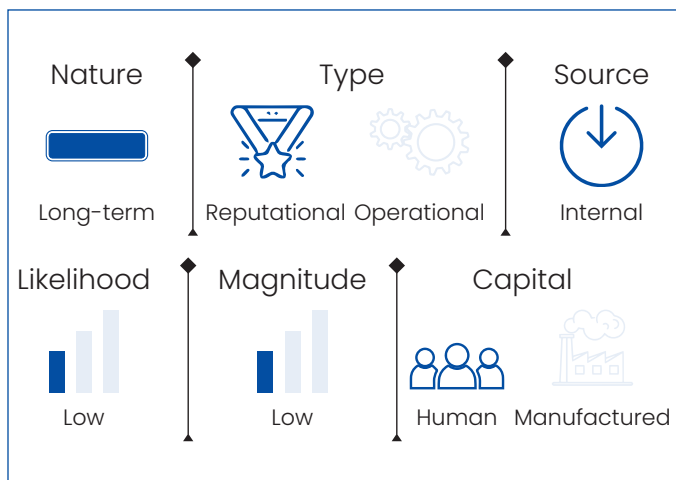 Nature
Type
Source
Long-term
Reputational
Operational
Internal
Likelihood
Magnitude
Capital
Low
Low
Human
Manufactured